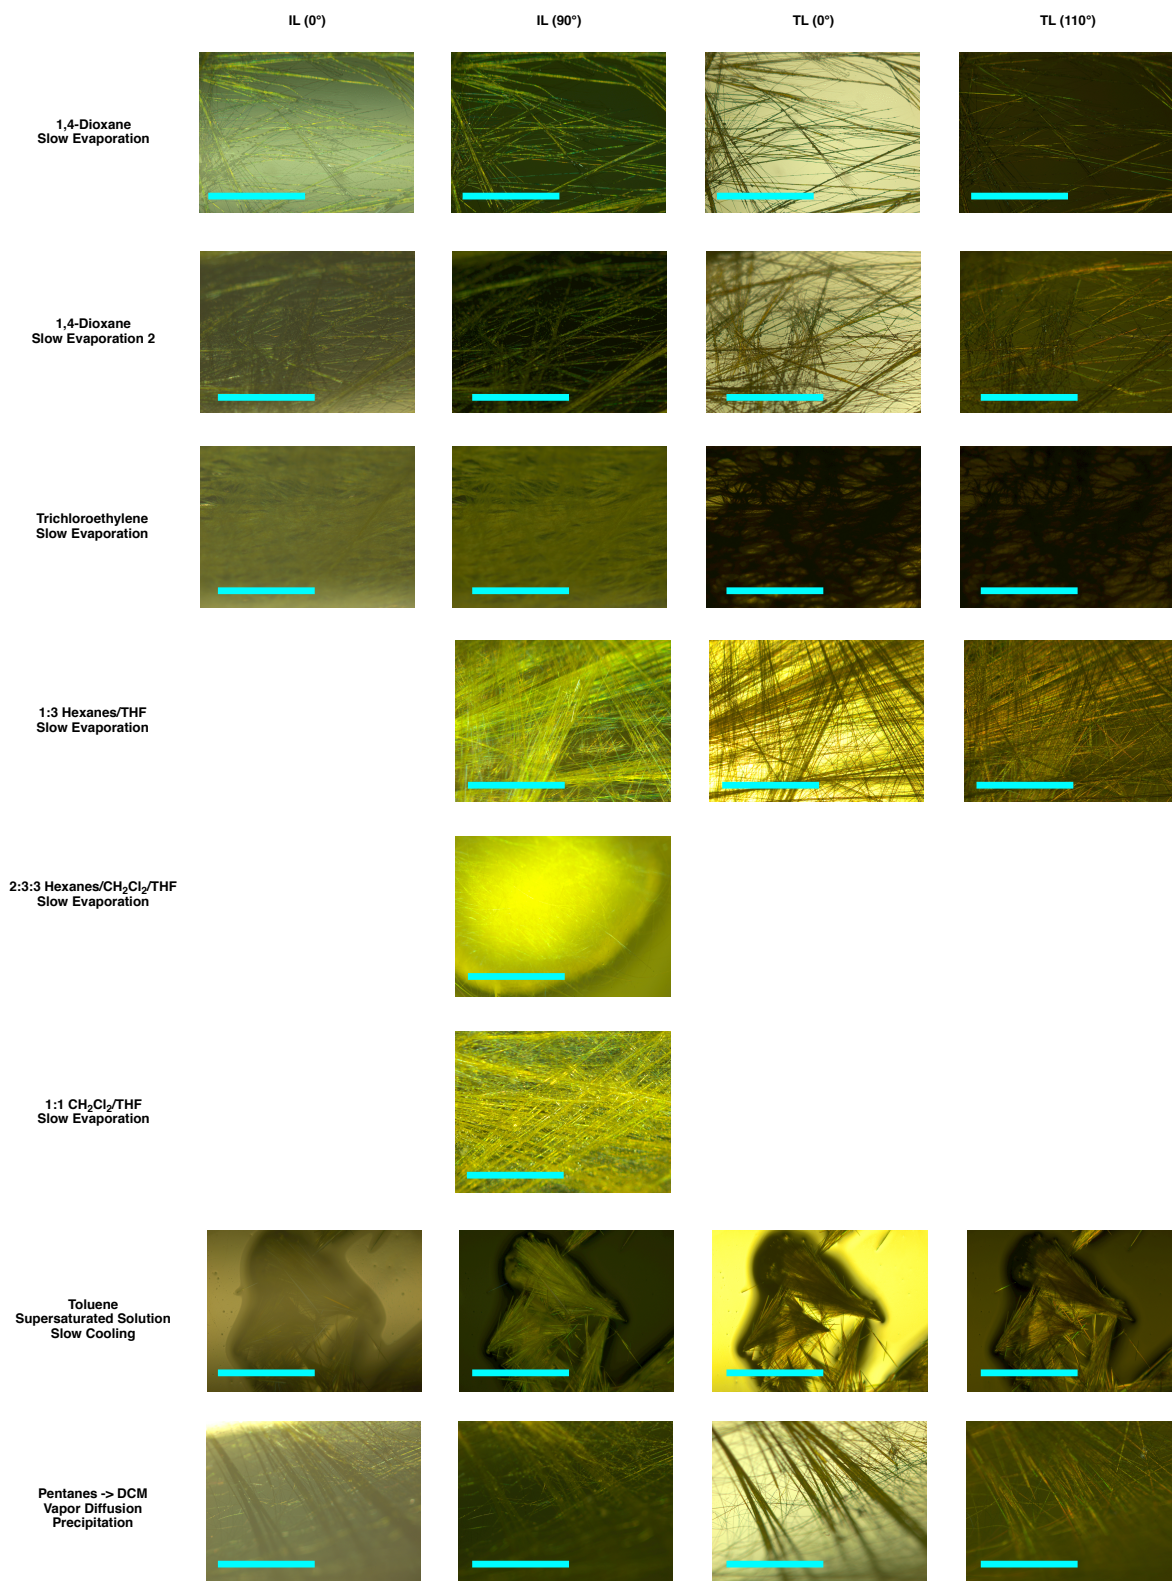 IL (0°)
IL (90°)
TL (0°)
TL (110°)
1,4-Dioxane
Slow Evaporation
1,4-Dioxane
Slow Evaporation 2
Trichloroethylene
Slow Evaporation
1:3 Hexanes/THF
Slow Evaporation
2:3:3 Hexanes/CH₂Cl₂/THF
Slow Evaporation
1:1 CH₂Cl₂/THF
Slow Evaporation
Toluene
Supersaturated Solution
Slow Cooling
Pentanes -> DCM
Vapor Diffusion
Precipitation